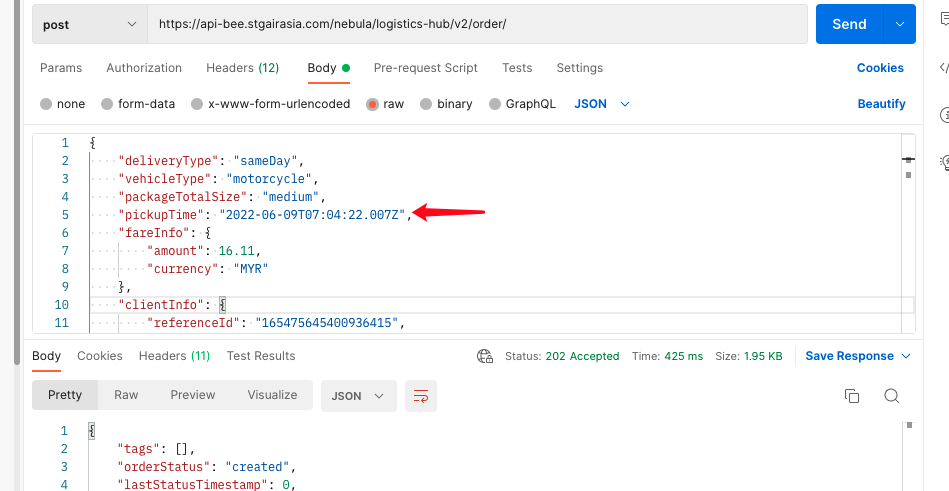 post https://api-bee.stgairasia.com/nebula/logistics-hub/v2/order/ Send
Params Authorization Headers (12) Body Pre-request Script Tests Settings Cookies
none form-data x-www-form-urlencoded raw binary GraphQL JSON Beautify
1 {
2 "deliveryType": "sameDay",
3 "vehicleType": "motorcycle",
4 "packageTotalSize": "medium",
5 "pickupTime": "2022-06-09T07:04:22.007Z",
6 "fareInfo": {
7 "amount": 16.11,
8 "currency": "MYR"
9 },
10 "clientInfo": {
11 "referenceId": "165475645400936415",
Body Cookies Headers (11) Test Results Status: 202 Accepted Time: 425 ms Size: 1.95 KB Save Response
Pretty Raw Preview Visualize JSON
1 {
2 "tags": [],
3 "orderStatus": "created",
4 "lastStatusTimestamp": 0,